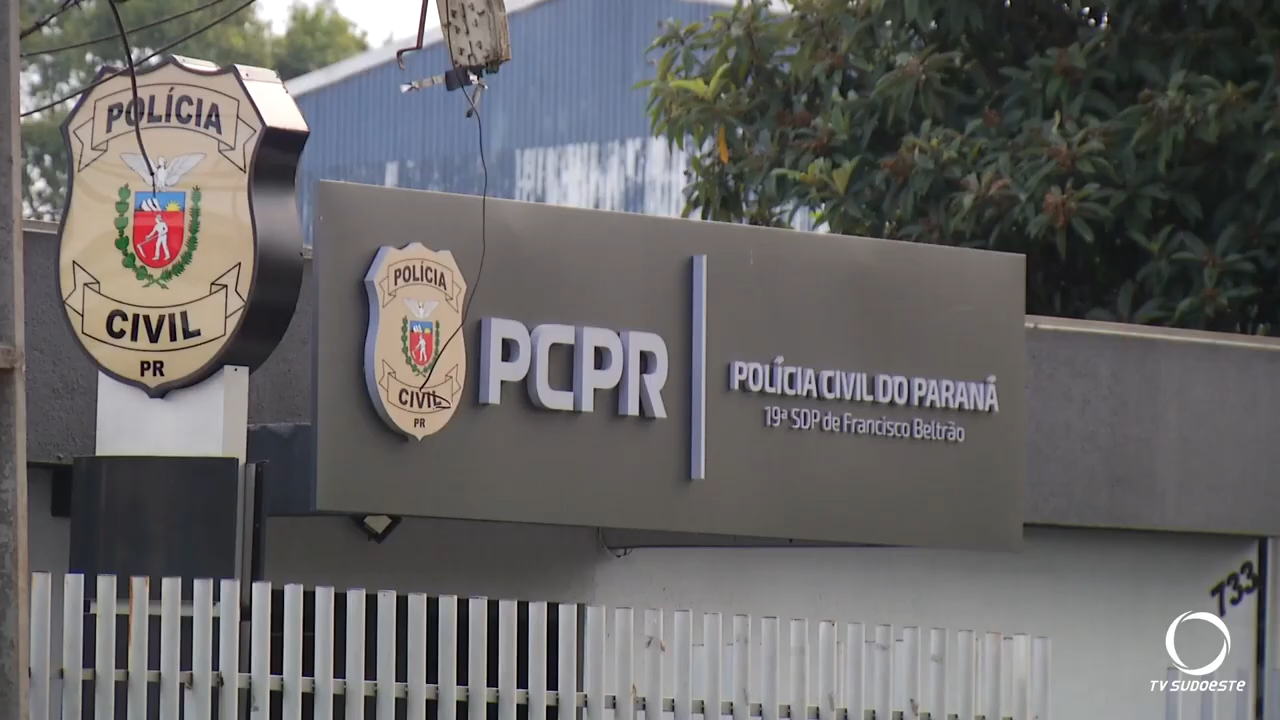 POLÍCIA
CIVIL
PR
POLÍCIA
CIVIL
PR
PCPR
POLÍCIA CIVIL DO PARANÁ
19ª SDP de Francisco Beltrão
733
TV SUDOESTE